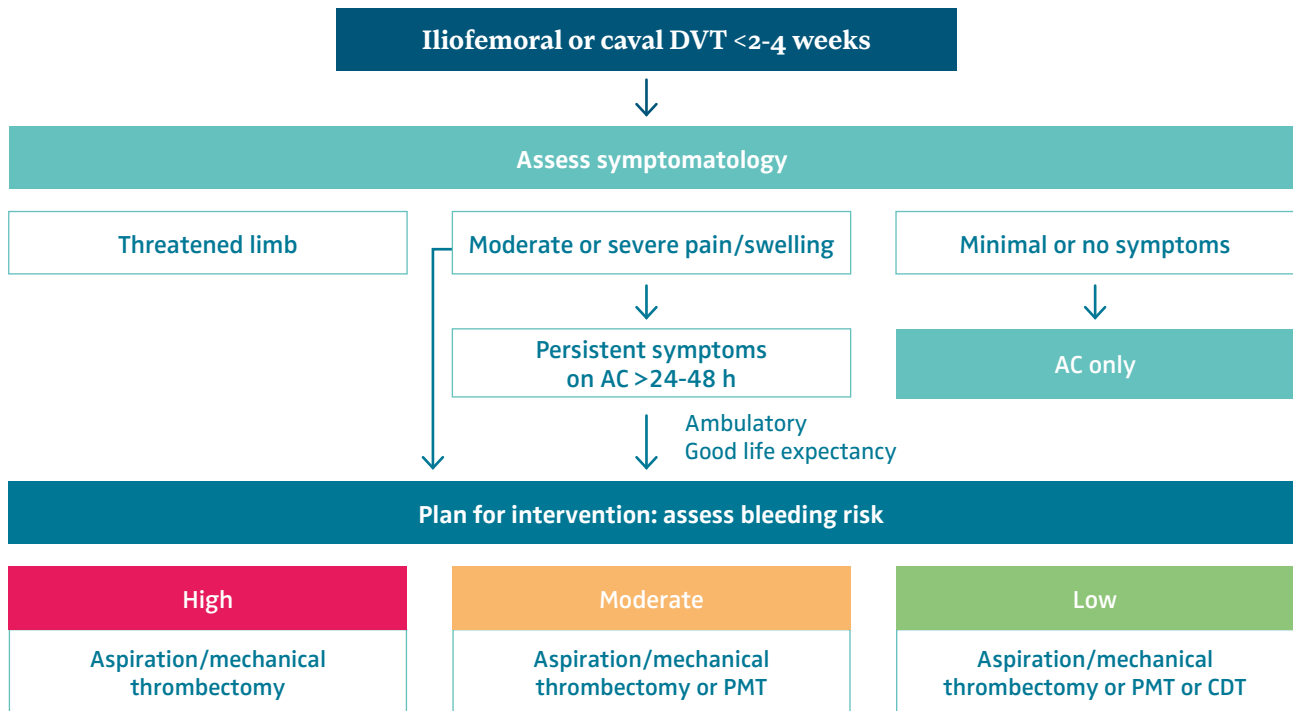 Iliofemoral or caval DVT <2-4 weeks
Assess symptomatology
Threatened limb
Moderate or severe pain/swelling
Minimal or no symptoms
Persistent symptoms
on AC >24-48 h
AC only
Ambulatory
Good life expectancy
Plan for intervention: assess bleeding risk
High
Moderate
Low
Aspiration/mechanical
thrombectomy
Aspiration/mechanical
thrombectomy or PMT
Aspiration/mechanical
thrombectomy or PMT or CDT